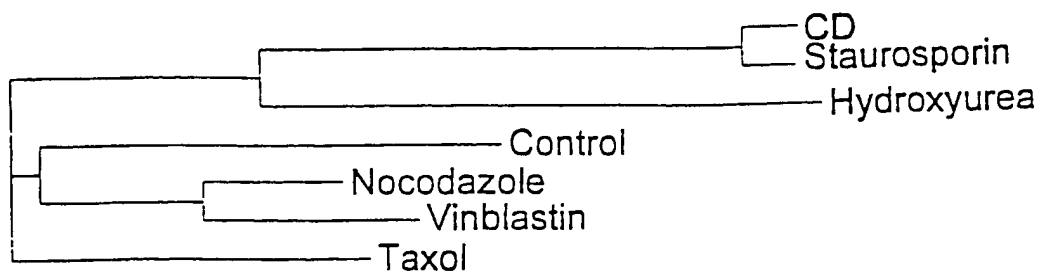 CD
Staurosporin
Hydroxyurea
Control
Nocodazole
Vinblastin
Taxol